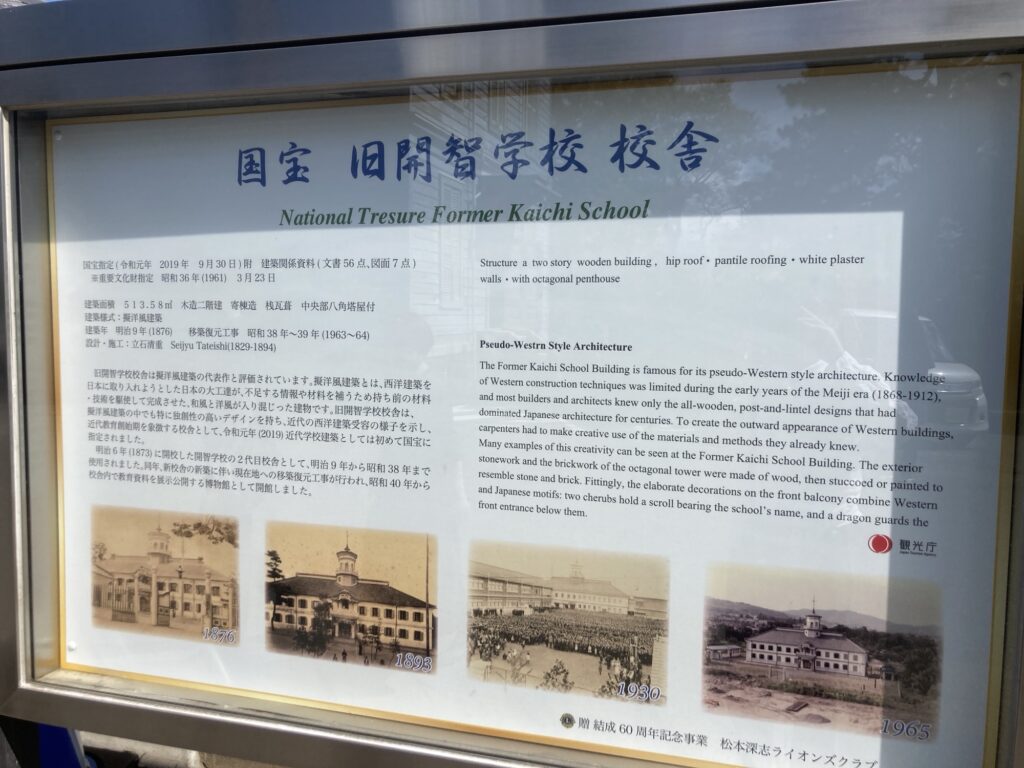 国宝 旧開智学校 校舎
National Tresure Former Kaichi School
国宝指定(令和元年 2019年 9月30日)附 建築関係資料(文書56点、図面7点)
※重要文化財指定 昭和36年(1961) 3月23日
建築面積 513.58㎡ 木造二階建 寄棟造 桟瓦葺 中央部八角塔屋付
建築様式:擬洋風建築
建築年 明治9年(1876) 移築復元工事 昭和38年~39年(1963~64)
設計・施工:立石清重 Seijyu Tateishi(1829-1894)
旧開智学校校舎は擬洋風建築の代表作と評価されています。擬洋風建築とは、西洋建築を
日本に取り入れようとした日本の大工達が、不足する情報や材料を補うため持ち前の材料
・技術を駆使して完成させた、和風と洋風が入り混じった建物です。旧開智学校校舎は、
擬洋風建築の中でも特に独創性の高いデザインを持ち、近代の西洋建築受容の様子を示し、
近代教育創始期を象徴する校舎として、令和元年(2019)近代学校建築としては初めて国宝に
指定されました。
明治6年(1873)に開校した開智学校の2代目校舎として、明治9年から昭和38年まで
使用されました。同年、新校舎の新築に伴い現在地への移築復元工事が行われ、昭和40年から
校舎内で教育資料を展示公開する博物館として開館しました。
Structure a two story wooden building, hip roof・pantile roofing・white plaster
walls・with octagonal penthouse
Pseudo-Westrn Style Architecture
The Former Kaichi School Building is famous for its pseudo-Western style architecture. Knowledge
of Western construction techniques was limited during the early years of the Meiji era (1868-1912),
and most builders and architects knew only the all-wooden, post-and-lintel designs that had
dominated Japanese architecture for centuries. To create the outward appearance of Western buildings,
carpenters had to make creative use of the materials and methods they already knew.
Many examples of this creativity can be seen at the Former Kaichi School Building. The exterior
stonework and the brickwork of the octagonal tower were made of wood, then stuccoed or painted to
resemble stone and brick. Fittingly, the elaborate decorations on the front balcony combine Western
and Japanese motifs: two cherubs hold a scroll bearing the school's name, and a dragon guards the
front entrance below them.
観光庁
Japan Tourism Agency
1876
1893
1930
1965
贈 結成60周年記念事業 松本深志ライオンズクラブ